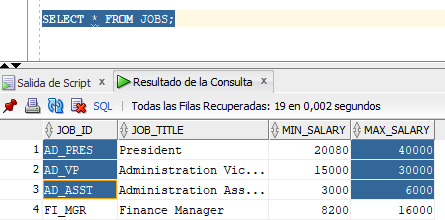 SELECT * FROM JOBS;
Salida de Script x Resultado de la Consulta x
SQL | Todas las Filas Recuperadas: 19 en 0,002 segundos
JOB_ID JOB_TITLE MIN_SALARY MAX_SALARY
1 AD_PRES President 20080 40000
2 AD_VP Administration Vic... 15000 30000
3 AD_ASST Administration Ass... 3000 6000
4 FI_MGR Finance Manager 8200 16000